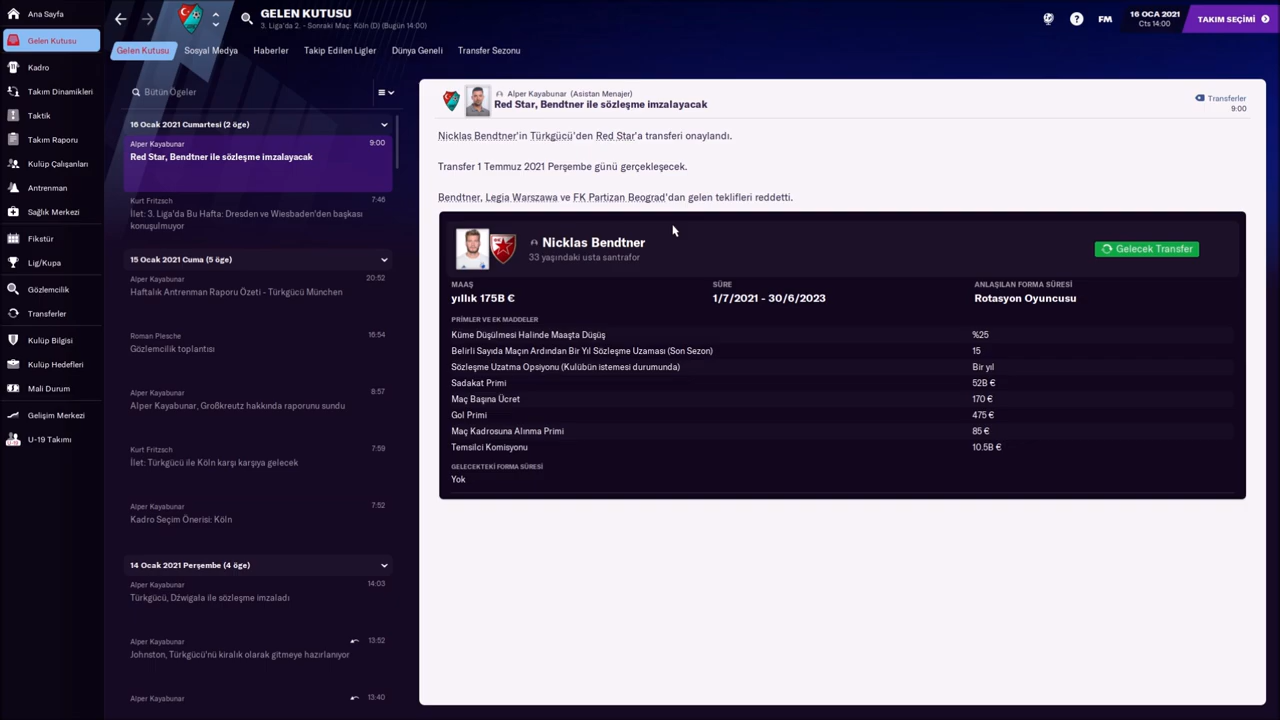 Ana Sayfa
Gelen Kutusu
Kadro
Takım Dinamikleri
Taktik
Takım Raporu
Kulüp Çalışanları
Antrenman
Sağlık Merkezi
Fikstür
Lig/Kupa
Gözlemcilik
Transferler
Kulüp Bilgisi
Kulüp Hedefleri
Mali Durum
Gelişim Merkezi
U-19 Takımı
GELEN KUTUSU
3. Liga'da 2. - Sonraki Maç: Köln (D) (Bugün 14:00)
FM
16 OCA 2021
Cts 14:00
TAKIM SEÇİMİ
Gelen Kutusu
Sosyal Medya
Haberler
Takip Edilen Ligler
Dünya Geneli
Transfer Sezonu
Bütün Ögeler
16 Ocak 2021 Cumartesi (2 öge)
Alper Kayabunar 9:00
Red Star, Bendtner ile sözleşme imzalayacak
Kurt Fritzsch 7:46
İlet: 3. Liga'da Bu Hafta: Dresden ve Wiesbaden'den başkası
konuşulmuyor
15 Ocak 2021 Cuma (5 öge)
Alper Kayabunar 20:52
Haftalık Antrenman Raporu Özeti - Türkgücü München
Roman Plesche 16:54
Gözlemcilik toplantısı
Alper Kayabunar 8:57
Alper Kayabunar, Großkreutz hakkında raporunu sundu
Kurt Fritzsch 7:59
İlet: Türkgücü ile Köln karşı karşıya gelecek
Alper Kayabunar 7:52
Kadro Seçim Önerisi: Köln
14 Ocak 2021 Perşembe (4 öge)
Alper Kayabunar 14:03
Türkgücü, Dźwigała ile sözleşme imzaladı
Alper Kayabunar 13:52
Johnston, Türkgücü'nü kiralık olarak gitmeye hazırlanıyor
Alper Kayabunar 13:40
Alper Kayabunar (Asistan Menajer)
Red Star, Bendtner ile sözleşme imzalayacak
Transferler
9:00
Nicklas Bendtner'in Türkgücü'den Red Star'a transferi onaylandı.
Transfer 1 Temmuz 2021 Perşembe günü gerçekleşecek.
Bendtner, Legia Warszawa ve FK Partizan Beograd'dan gelen teklifleri reddetti.
Nicklas Bendtner
33 yaşındaki usta santrafor
Gelecek Transfer
MAAŞ
yıllık 175B €
SÜRE
1/7/2021 - 30/6/2023
ANLAŞILAN FORMA SÜRESİ
Rotasyon Oyuncusu
PRİMLER VE EK MADDELER
Küme Düşülmesi Halinde Maaşta Düşüş %25
Belirli Sayıda Maçın Ardından Bir Yıl Sözleşme Uzaması (Son Sezon) 15
Sözleşme Uzatma Opsiyonu (Kulübün istemesi durumunda) Bir yıl
Sadakat Primi 52B €
Maç Başına Ücret 170 €
Gol Primi 475 €
Maç Kadrosuna Alınma Primi 85 €
Temsilci Komisyonu 10.5B €
GELECEKTEKİ FORMA SÜRESİ
Yok